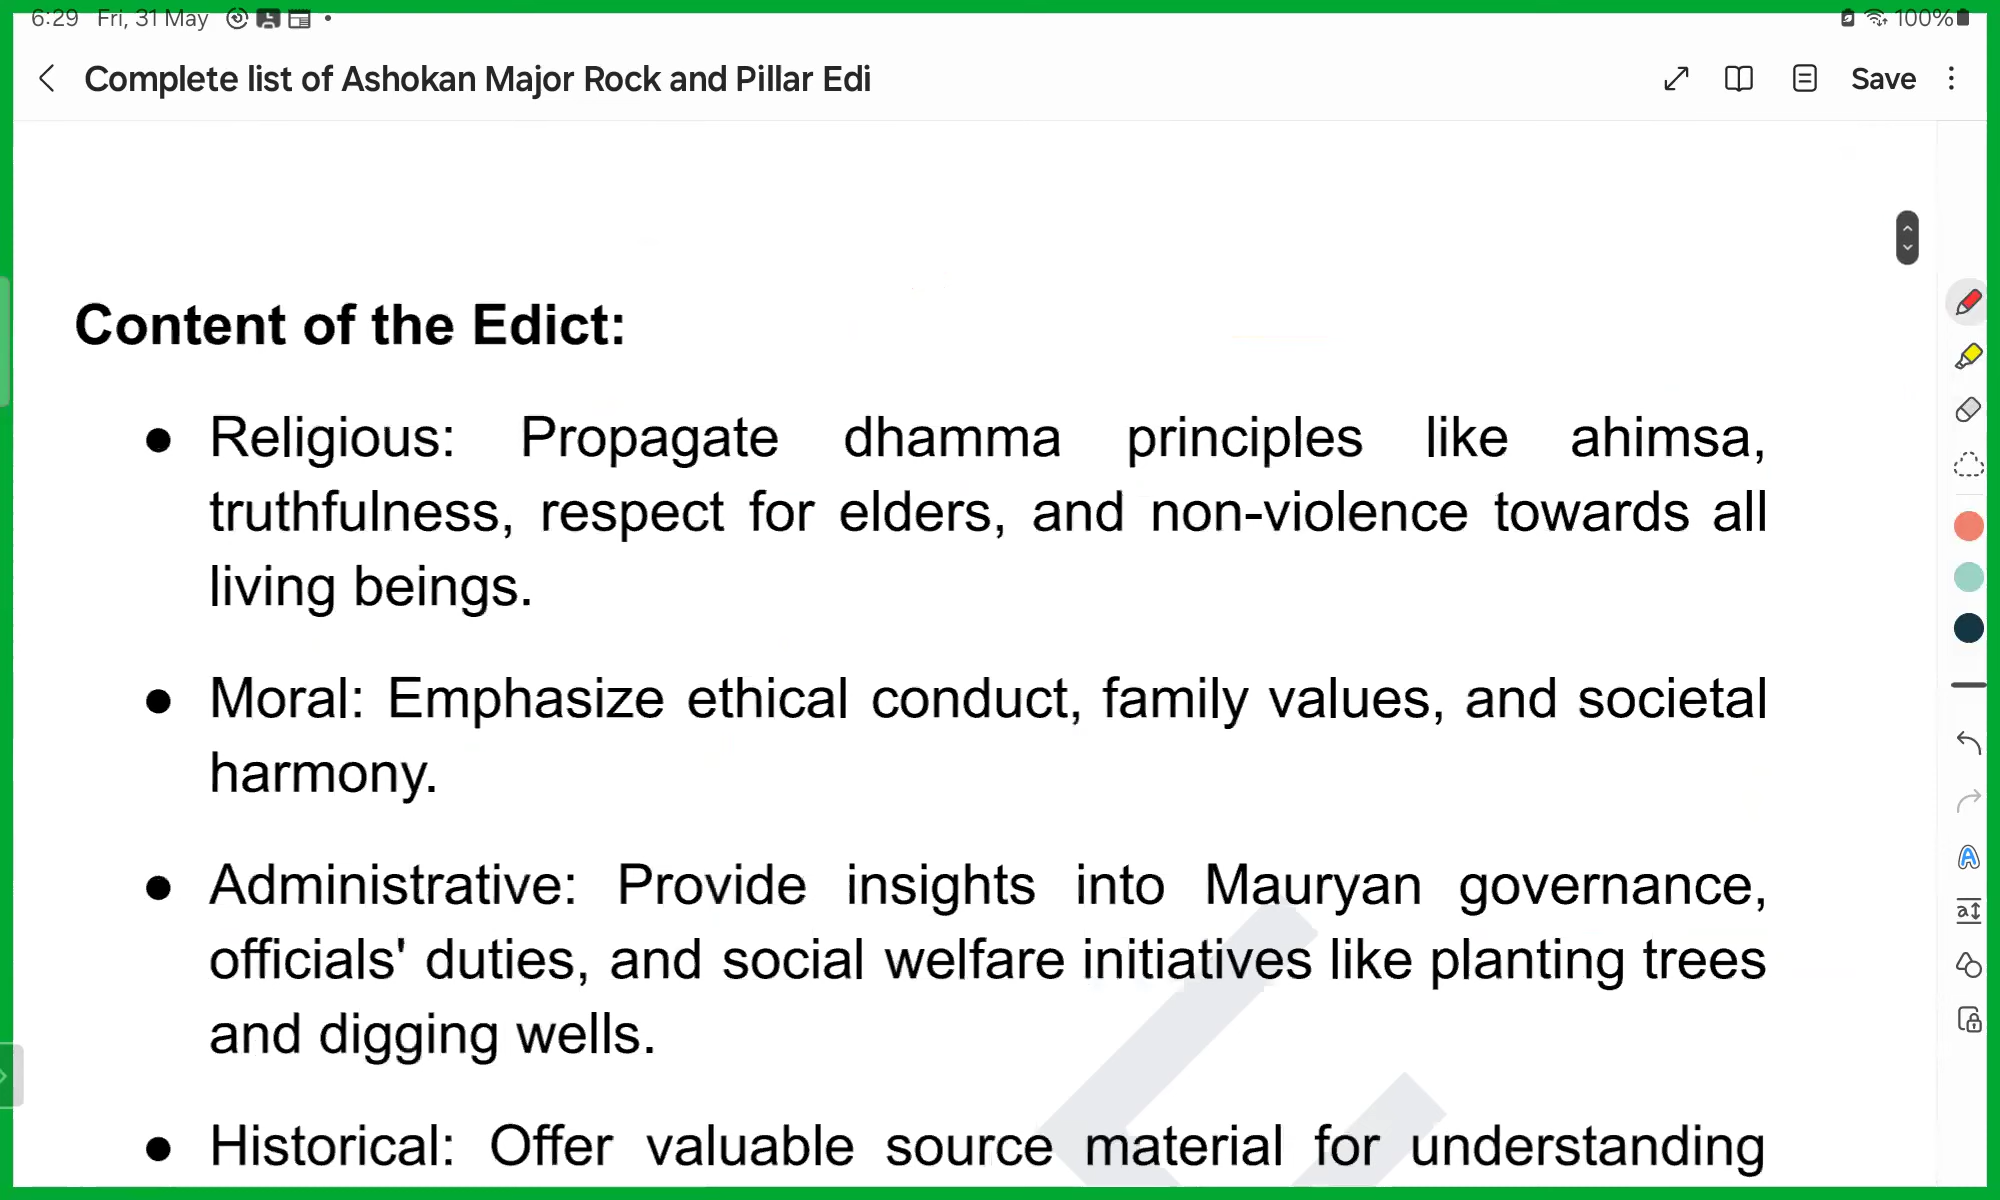 6:29 Fri, 31 May
100%
Complete list of Ashokan Major Rock and Pillar Edi
Save
Content of the Edict:
● Religious: Propagate dhamma principles like ahimsa,
truthfulness, respect for elders, and non-violence towards all
living beings.
● Moral: Emphasize ethical conduct, family values, and societal
harmony.
● Administrative: Provide insights into Mauryan governance,
officials' duties, and social welfare initiatives like planting trees
and digging wells.
● Historical: Offer valuable source material for understanding